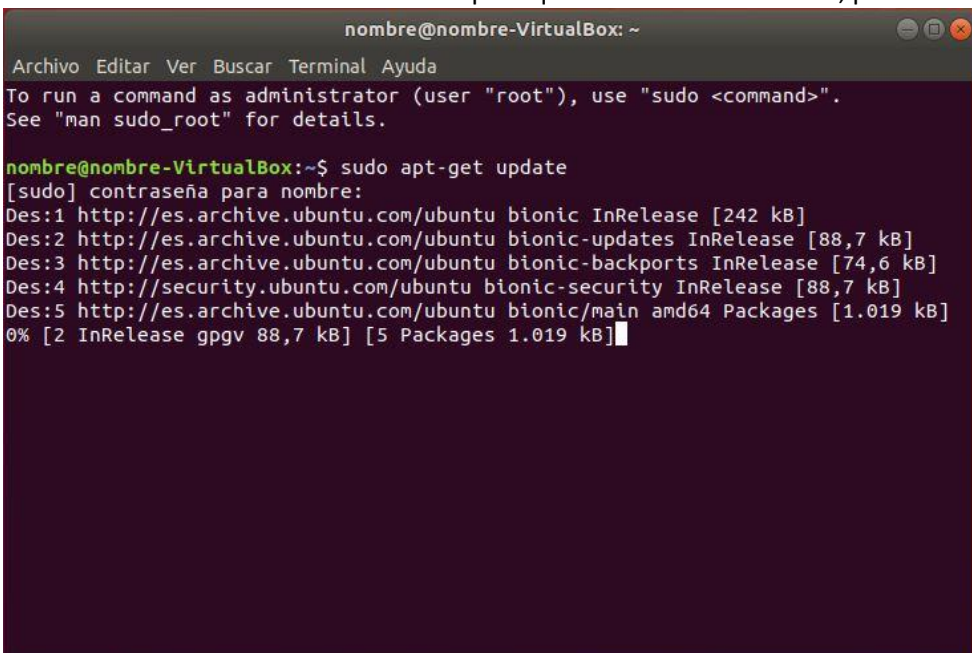 nombre@nombre-VirtualBox: ~
Archivo Editar Ver Buscar Terminal Ayuda
To run a command as administrator (user "root"), use "sudo <command>".
See "man sudo_root" for details.
nombre@nombre-VirtualBox:~$ sudo apt-get update
[sudo] contraseña para nombre:
Des:1 http://es.archive.ubuntu.com/ubuntu bionic InRelease [242 kB]
Des:2 http://es.archive.ubuntu.com/ubuntu bionic-updates InRelease [88,7 kB]
Des:3 http://es.archive.ubuntu.com/ubuntu bionic-backports InRelease [74,6 kB]
Des:4 http://security.ubuntu.com/ubuntu bionic-security InRelease [88,7 kB]
Des:5 http://es.archive.ubuntu.com/ubuntu bionic/main amd64 Packages [1.019 kB]
0% [2 InRelease gpgv 88,7 kB] [5 Packages 1.019 kB]